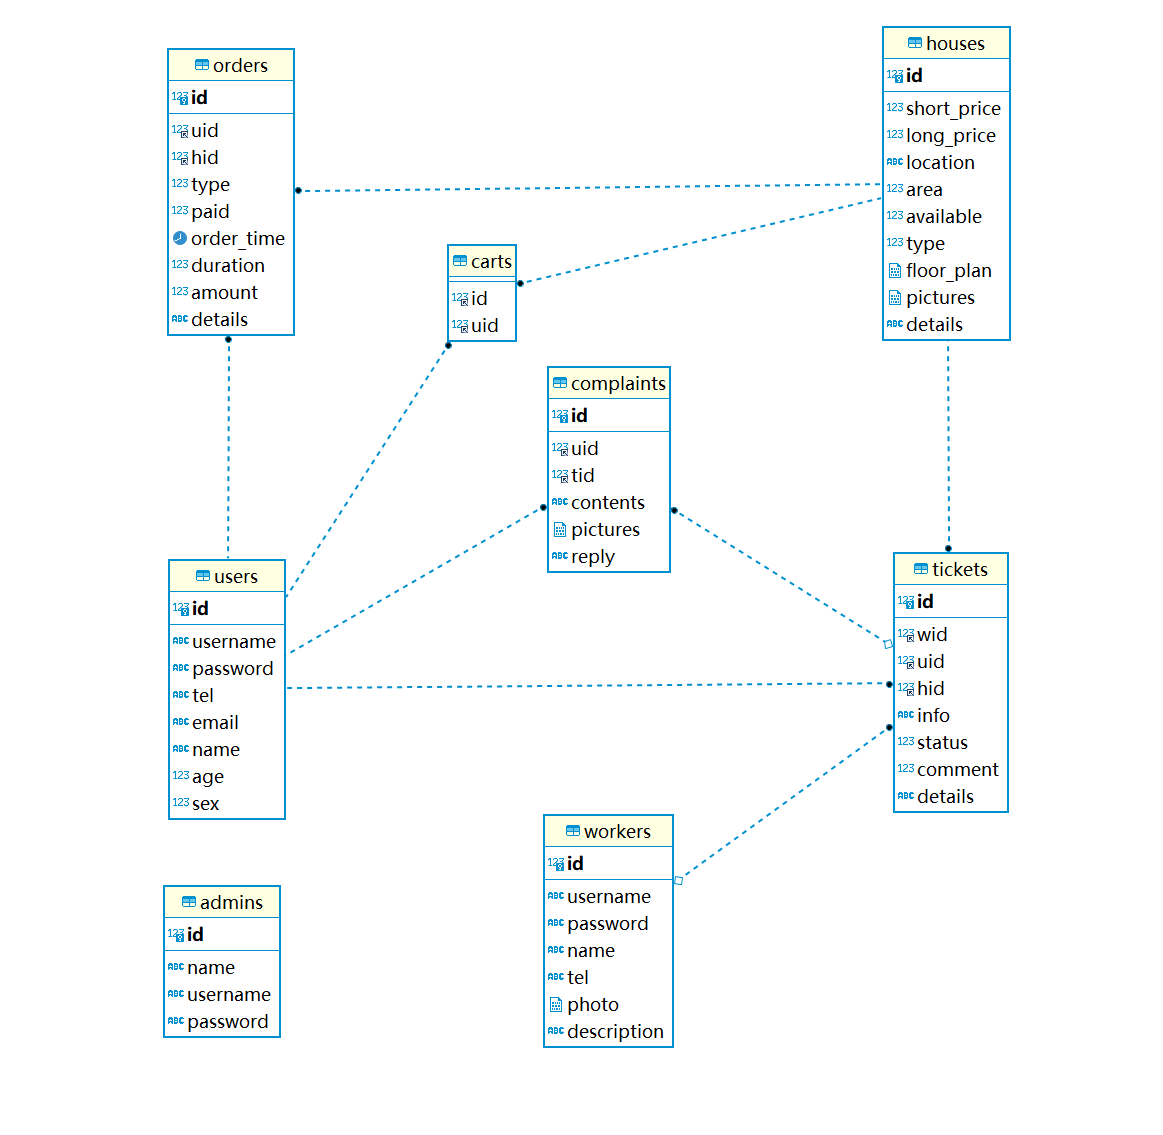 orders
id
uid
hid
type
paid
order_time
duration
amount
details
houses
id
short_price
long_price
location
area
available
type
floor_plan
pictures
details
carts
id
uid
complaints
id
uid
tid
contents
pictures
reply
users
id
username
password
tel
email
name
age
sex
tickets
id
wid
uid
hid
info
status
comment
details
workers
id
username
password
name
tel
photo
description
admins
id
name
username
password